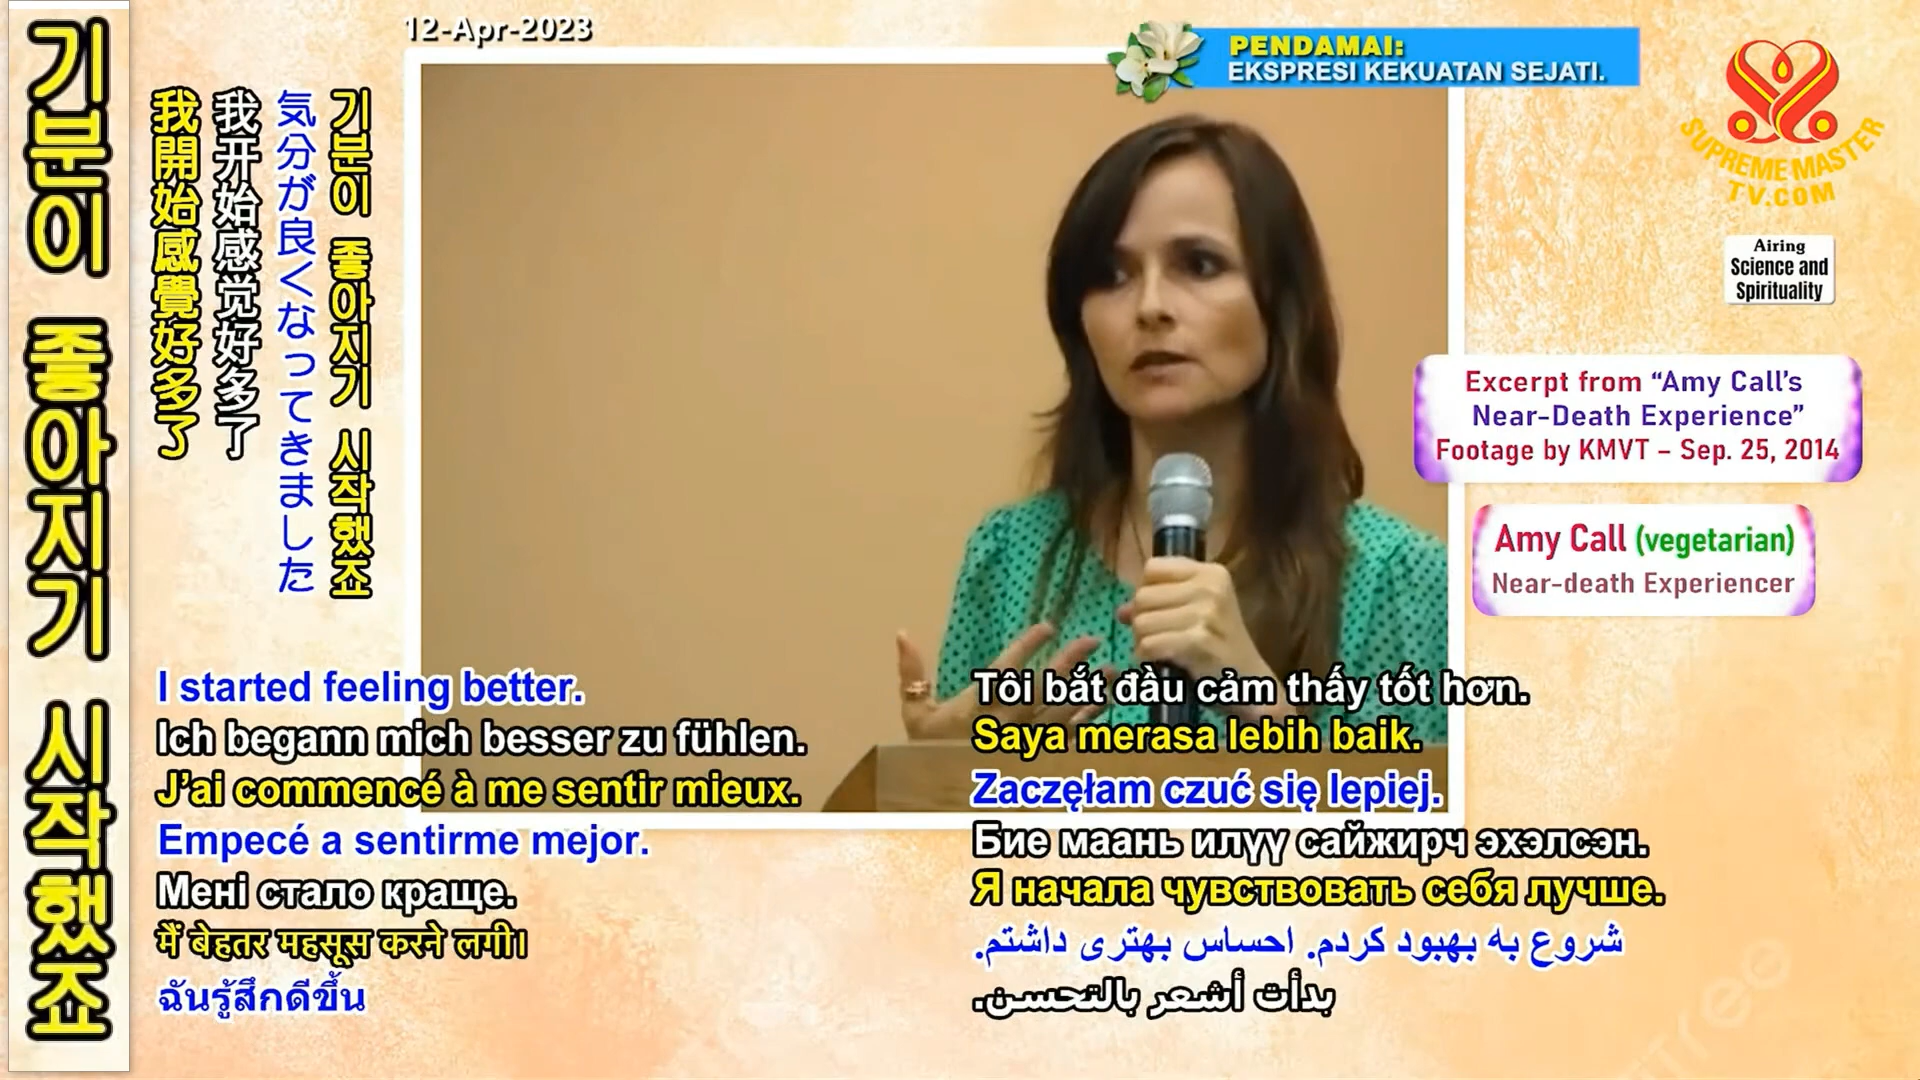 12-Apr-2023
PENDAMAI:
EKSPRESI KEKUATAN SEJATI.
SUPREME MASTER
TV.COM
Airing
Science and
Spirituality
기분이 좋아지기 시작했죠
我開始感覺好多了
我开始感觉好多了
気分が良くなってきました
기분이 좋아지기 시작했죠
Excerpt from “Amy Call’s
Near-Death Experience”
Footage by KMVT – Sep. 25, 2014
Amy Call (vegetarian)
Near-death Experiencer
I started feeling better.
Ich begann mich besser zu fühlen.
J’ai commencé à me sentir mieux.
Empecé a sentirme mejor.
Мені стало краще.
मैं बेहतर महसूस करने लगी।
ฉันรู้สึกดีขึ้น
Tôi bắt đầu cảm thấy tốt hơn.
Saya merasa lebih baik.
Zaczęłam czuć się lepiej.
Бие маань илүү сайжирч эхэлсэн.
Я начала чувствовать себя лучше.
شروع به بهبود کردم. احساس بهتری داشتم.
بدأت أشعر بالتحسن.